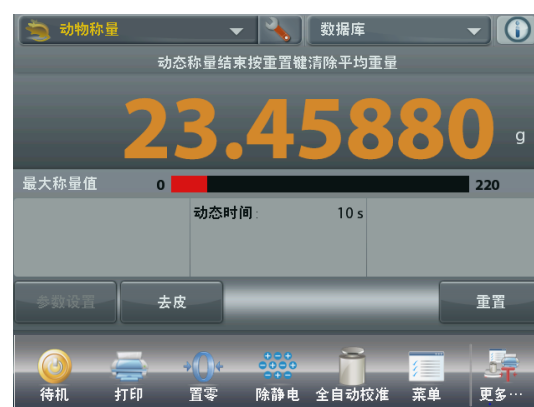 动物称量 数据库
动态称量结束按重置键清除平均重量
23.45880 g
最大称量值 0 220
动态时间: 10 s
参数设置 去皮 重置
待机 打印 置零 除静电 全自动校准 菜单 更多…